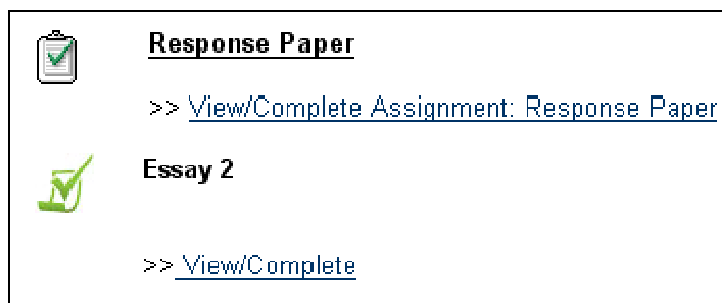 Response Paper
>> View/Complete Assignment: Response Paper
Essay 2
>> View/Complete